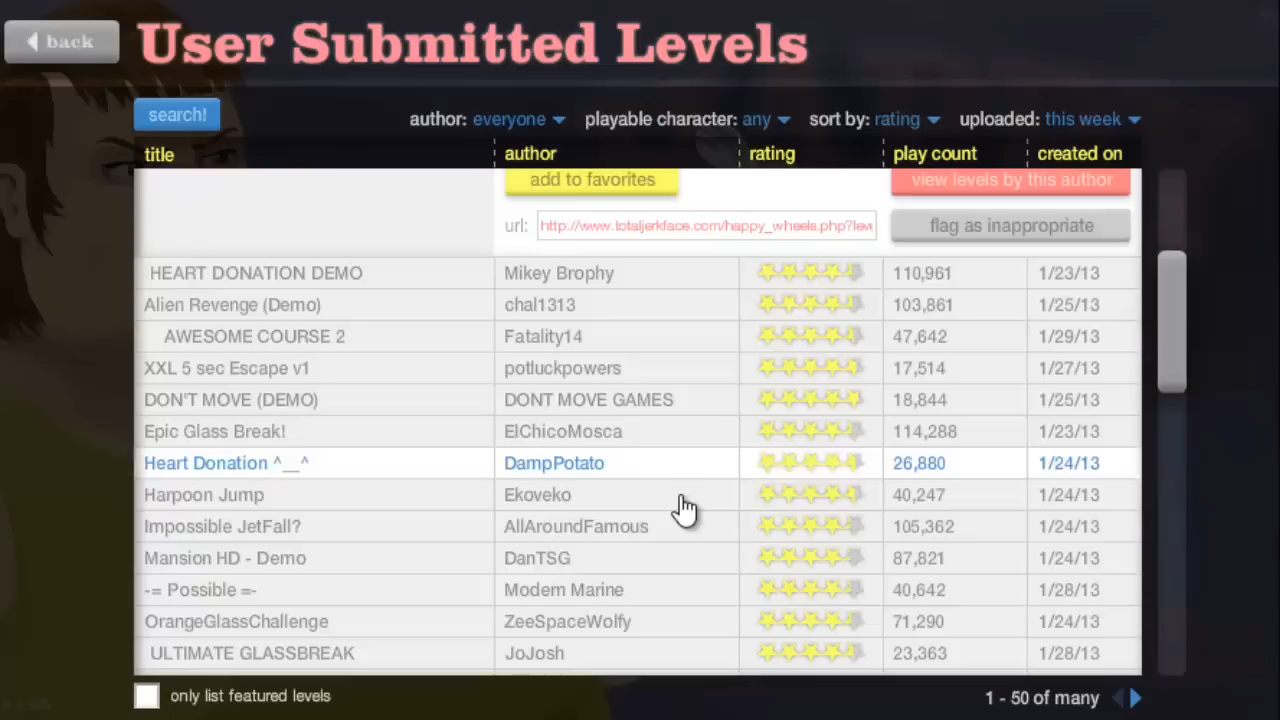 back
User Submitted Levels
search!
author: everyone playable character: any sort by: rating uploaded: this week
title author rating play count created on
add to favorites view levels by this author
url: http://www.totaljerkface.com/happy_wheels.php?leve flag as inappropriate
HEART DONATION DEMO Mikey Brophy 110,961 1/23/13
Alien Revenge (Demo) chal1313 103,861 1/25/13
AWESOME COURSE 2 Fatality14 47,642 1/29/13
XXL 5 sec Escape v1 potluckpowers 17,514 1/27/13
DON'T MOVE (DEMO) DONT MOVE GAMES 18,844 1/25/13
Epic Glass Break! ElChicoMosca 114,288 1/23/13
Heart Donation ^__^ DampPotato 26,880 1/24/13
Harpoon Jump Ekoveko 40,247 1/24/13
Impossible JetFall? AllAroundFamous 105,362 1/24/13
Mansion HD - Demo DanTSG 87,821 1/24/13
-= Possible =- Modern Marine 40,642 1/28/13
OrangeGlassChallenge ZeeSpaceWolfy 71,290 1/24/13
ULTIMATE GLASSBREAK JoJosh 23,363 1/28/13
only list featured levels 1 - 50 of many